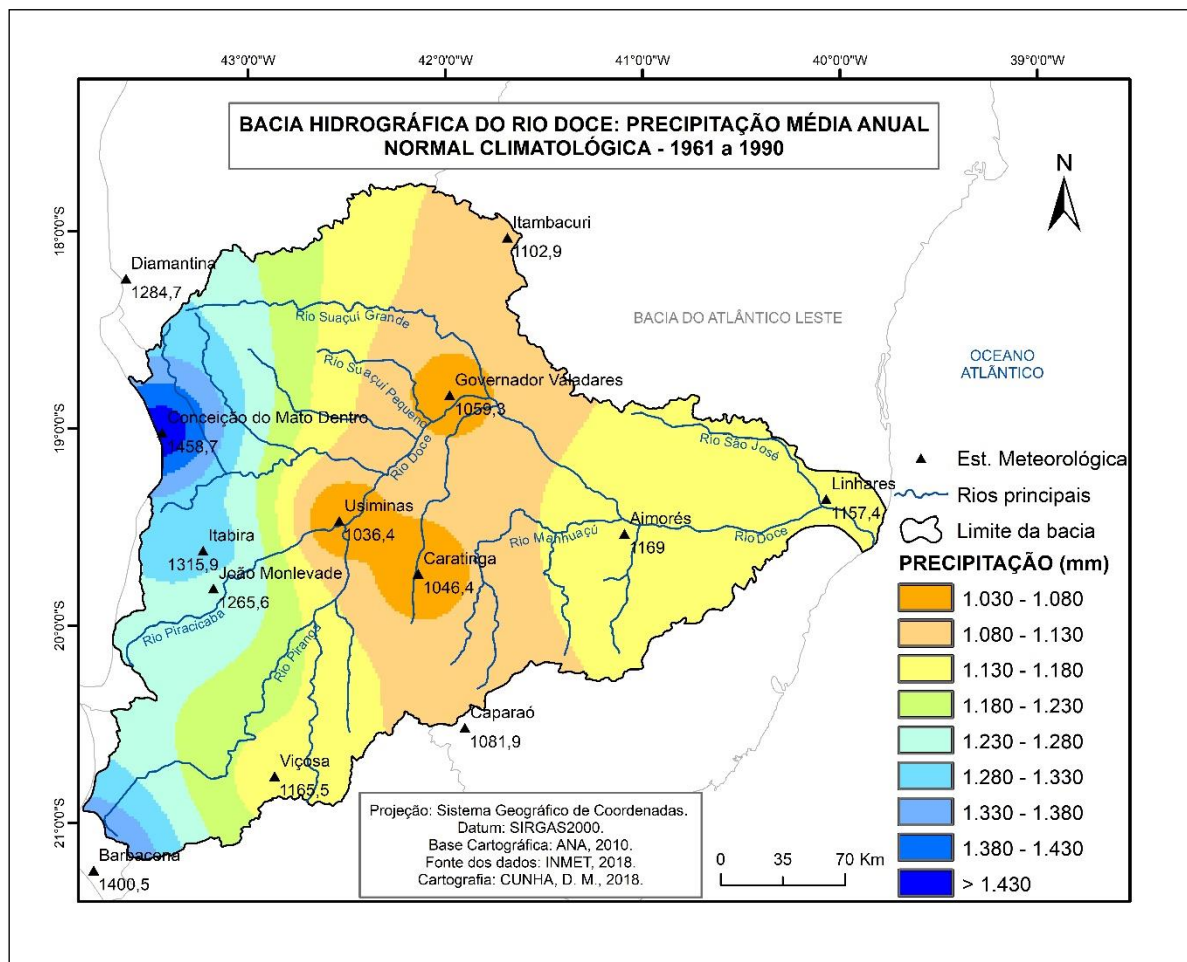 43°0'0"W
42°0'0"W
41°0'0"W
40°0'0"W
39°0'0"W
BACIA HIDROGRÁFICA DO RIO DOCE: PRECIPITAÇÃO MÉDIA ANUAL
NORMAL CLIMATOLÓGICA - 1961 a 1990
N
18°0'0"S
19°0'0"S
20°0'0"S
21°0'0"S
Itambacuri
1102,9
Diamantina
1284,7
Rio Suaçuí Grande
BACIA DO ATLÂNTICO LESTE
OCEANO
ATLÂNTICO
Rio Suaçuí Pequeno
Governador Valadares
1059,3
Conceição do Mato Dentro
1458,7
Rio Doce
Rio São José
Linhares
1157,4
Usiminas
1036,4
Aimorés
1169
Rio Manhuaçú
Rio Doce
Itabira
1315,9
João Monlevade
1265,6
Caratinga
1046,4
Rio Piracicaba
Rio Piranga
Caparaó
1081,9
Viçosa
1165,5
Barbacena
1400,5
Est. Meteorológica
Rios principais
Limite da bacia
PRECIPITAÇÃO (mm)
1.030 - 1.080
1.080 - 1.130
1.130 - 1.180
1.180 - 1.230
1.230 - 1.280
1.280 - 1.330
1.330 - 1.380
1.380 - 1.430
> 1.430
Projeção: Sistema Geográfico de Coordenadas.
Datum: SIRGAS2000.
Base Cartográfica: ANA, 2010.
Fonte dos dados: INMET, 2018.
Cartografia: CUNHA, D. M., 2018.
0 35 70 Km